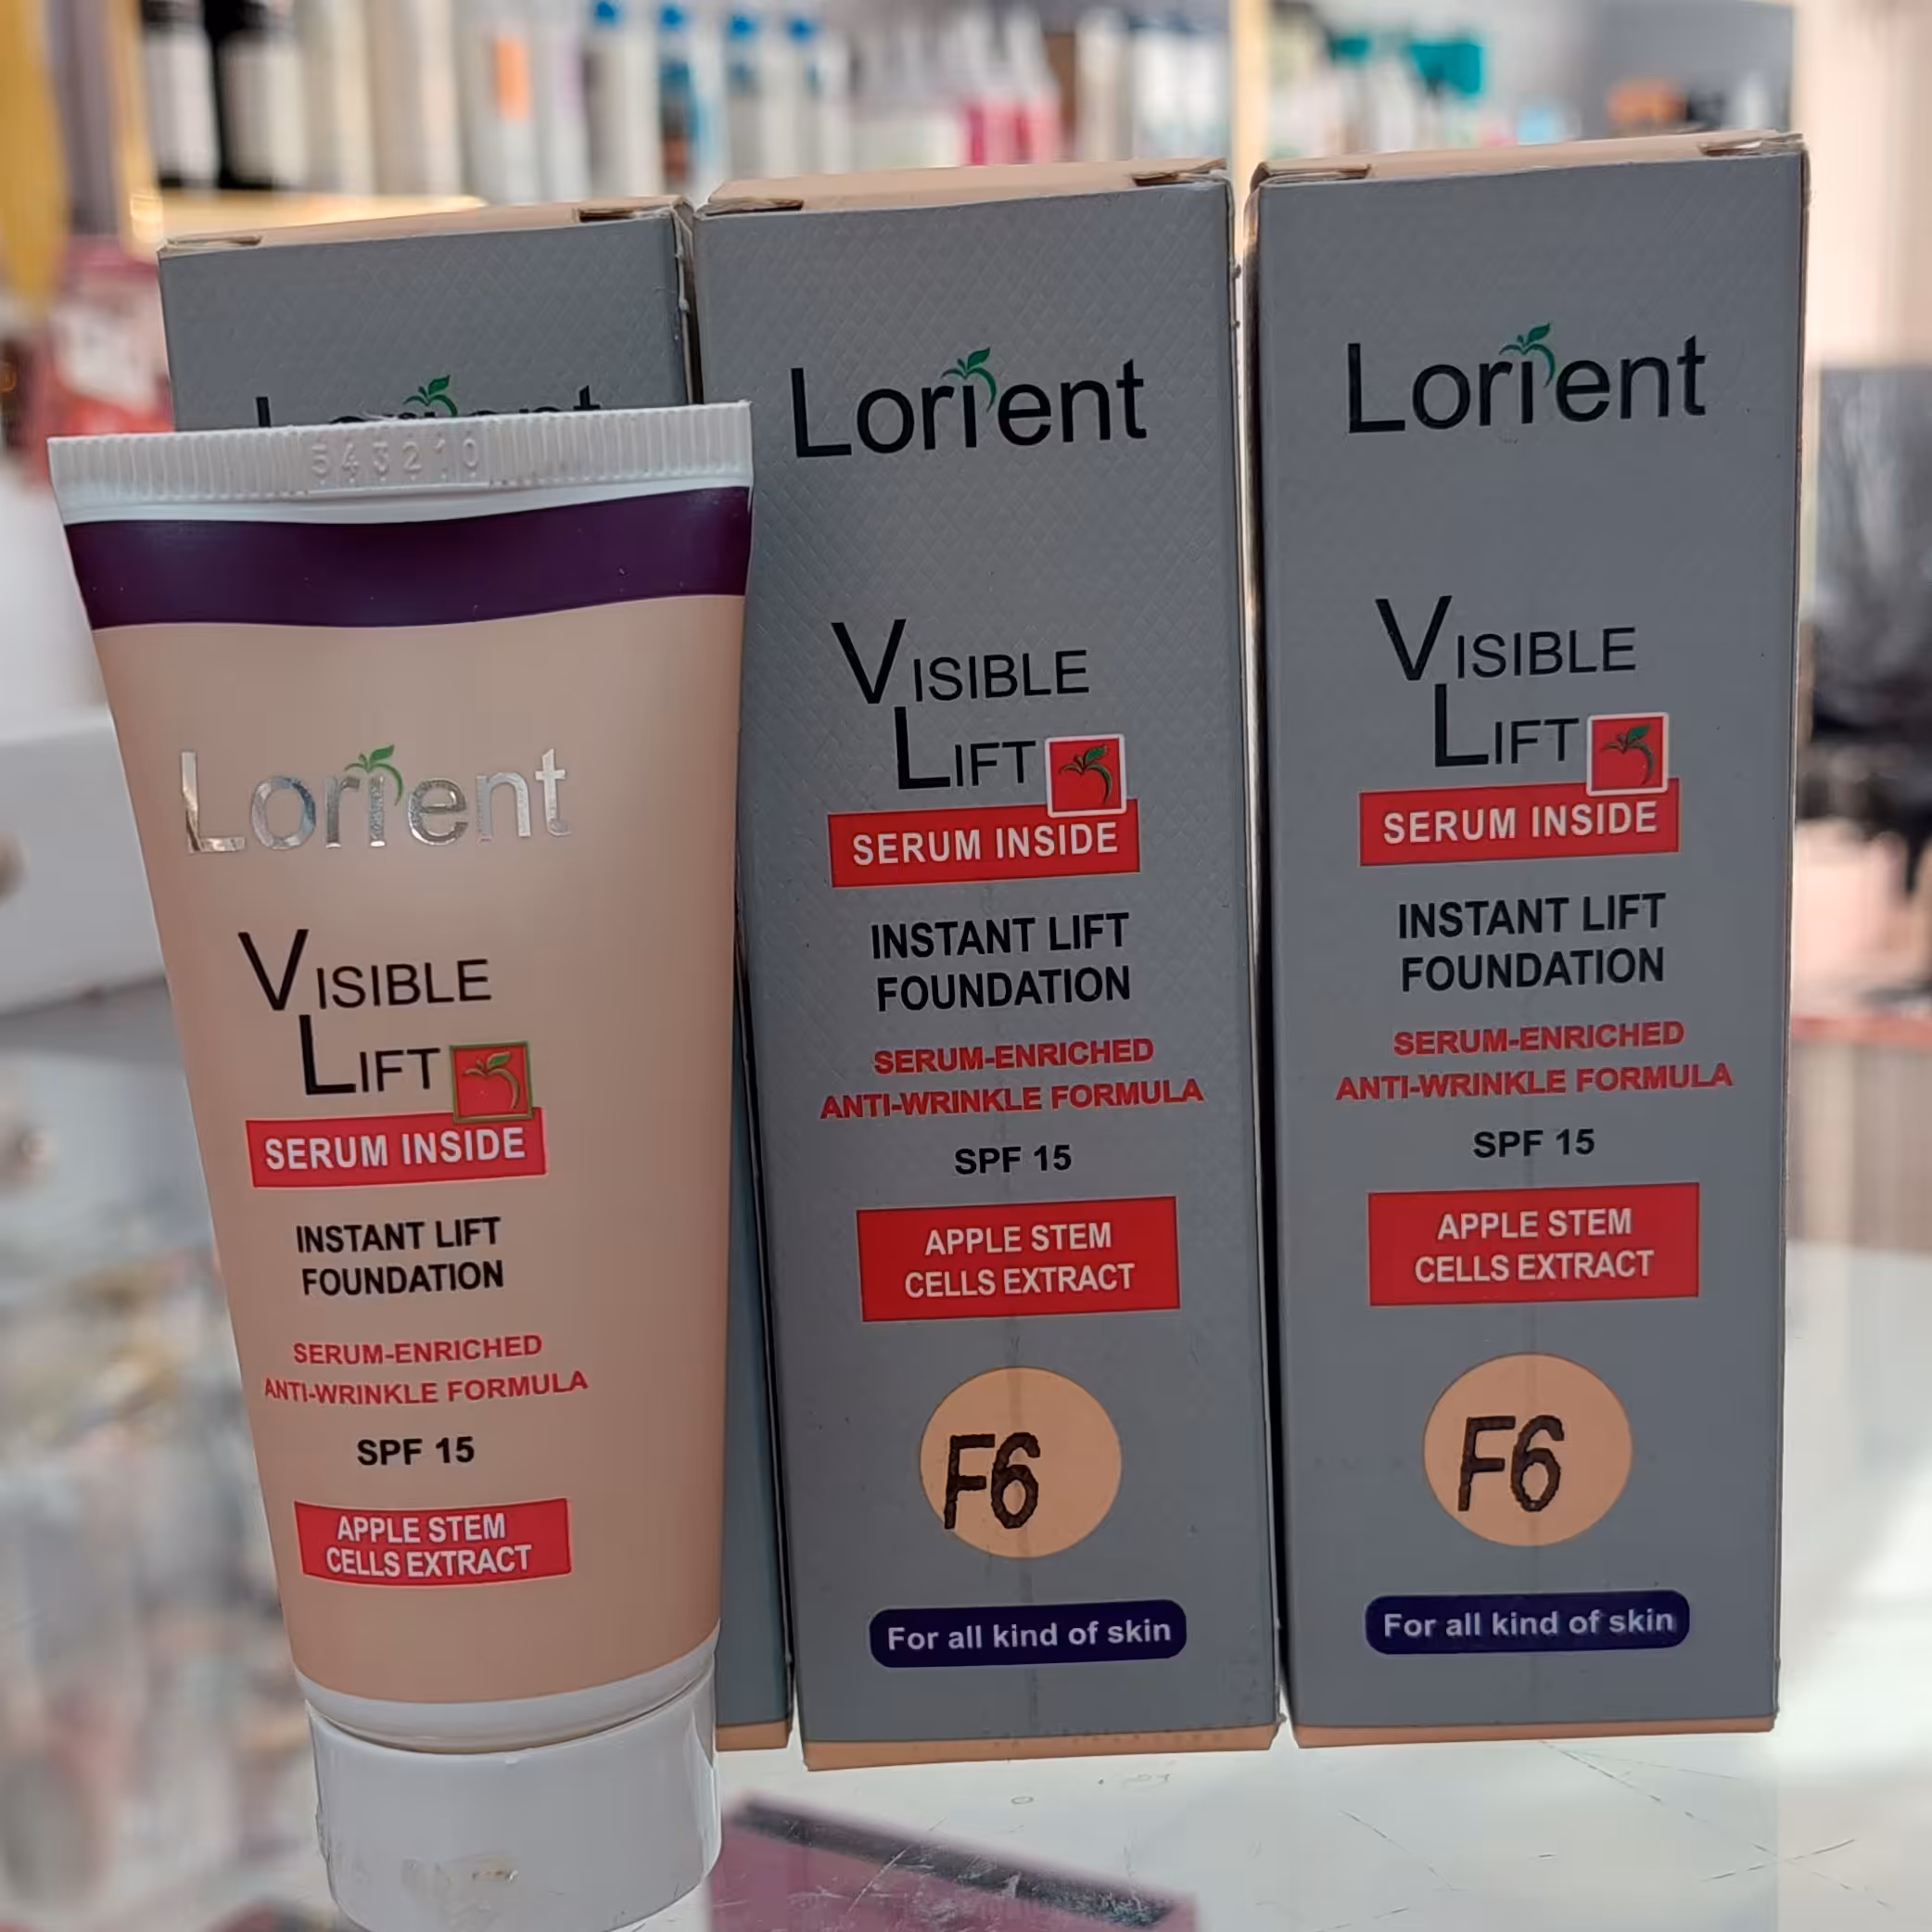 Lorient
543210
Lorient
VISIBLE
LIFT
SERUM INSIDE
INSTANT LIFT
FOUNDATION
SERUM-ENRICHED
ANTI-WRINKLE FORMULA
SPF 15
APPLE STEM
CELLS EXTRACT
Lorient
VISIBLE
LIFT
SERUM INSIDE
INSTANT LIFT
FOUNDATION
SERUM-ENRICHED
ANTI-WRINKLE FORMULA
SPF 15
APPLE STEM
CELLS EXTRACT
F6
For all kind of skin
Lorient
VISIBLE
LIFT
SERUM INSIDE
INSTANT LIFT
FOUNDATION
SERUM-ENRICHED
ANTI-WRINKLE FORMULA
SPF 15
APPLE STEM
CELLS EXTRACT
F6
For all kind of skin